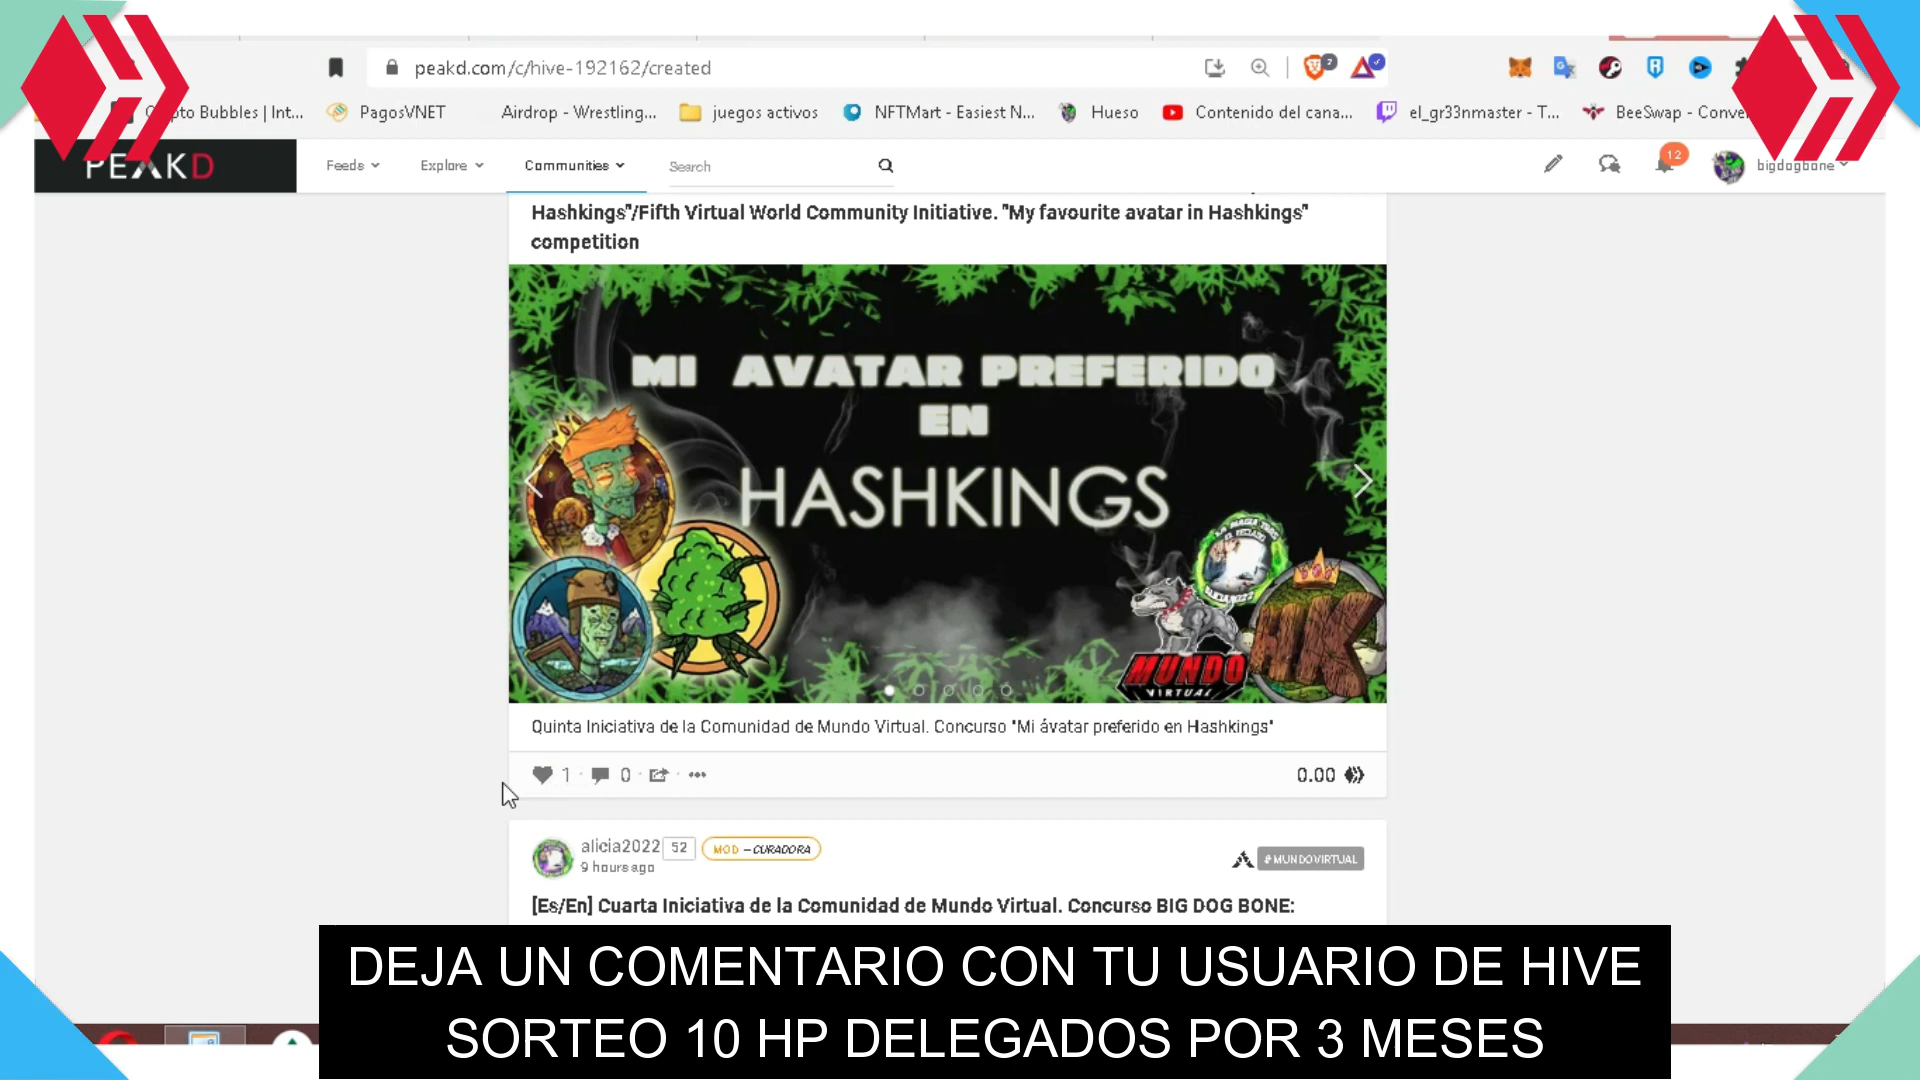 peakd.com/c/hive-192162/created
pto Bubbles | Int...
PagosVNET
Airdrop - Wrestling...
juegos activos
NFTMart - Easiest N...
Hueso
Contenido del cana...
el_gr33nmaster - T...
BeeSwap - Conve
PEAKD
Feeds
Explore
Communities
Search
12
bigdogbone
Hashkings"/Fifth Virtual World Community Initiative. "My favourite avatar in Hashkings"
competition
MI AVATAR PREFERIDO
EN
HASHKINGS
HK
MUNDO
VIRTUAL
Quinta Iniciativa de la Comunidad de Mundo Virtual. Concurso "Mi ávatar preferido en Hashkings"
1 · 0
0.00
alicia2022 52 MOD – CURADORA
9 hours ago
# MUNDOVIRTUAL
[Es/En] Cuarta Iniciativa de la Comunidad de Mundo Virtual. Concurso BIG DOG BONE:
DEJA UN COMENTARIO CON TU USUARIO DE HIVE
SORTEO 10 HP DELEGADOS POR 3 MESES